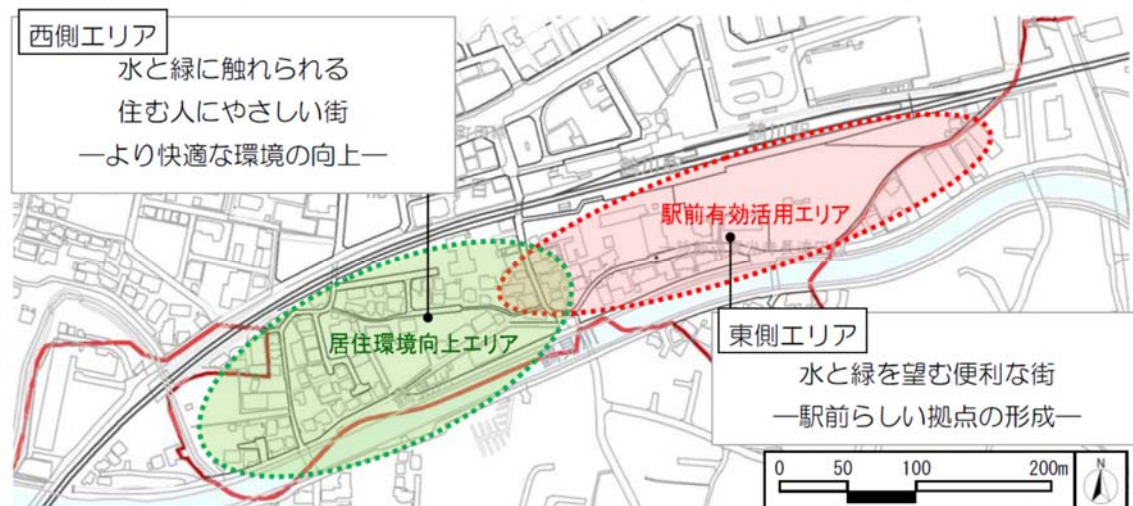 西側エリア
水と緑に触れられる
住む人にやさしい街
―より快適な環境の向上―
鶴川駅
駅前有効活用エリア
居住環境向上エリア
東側エリア
水と緑を望む便利な街
―駅前らしい拠点の形成―
0 50 100 200m
N